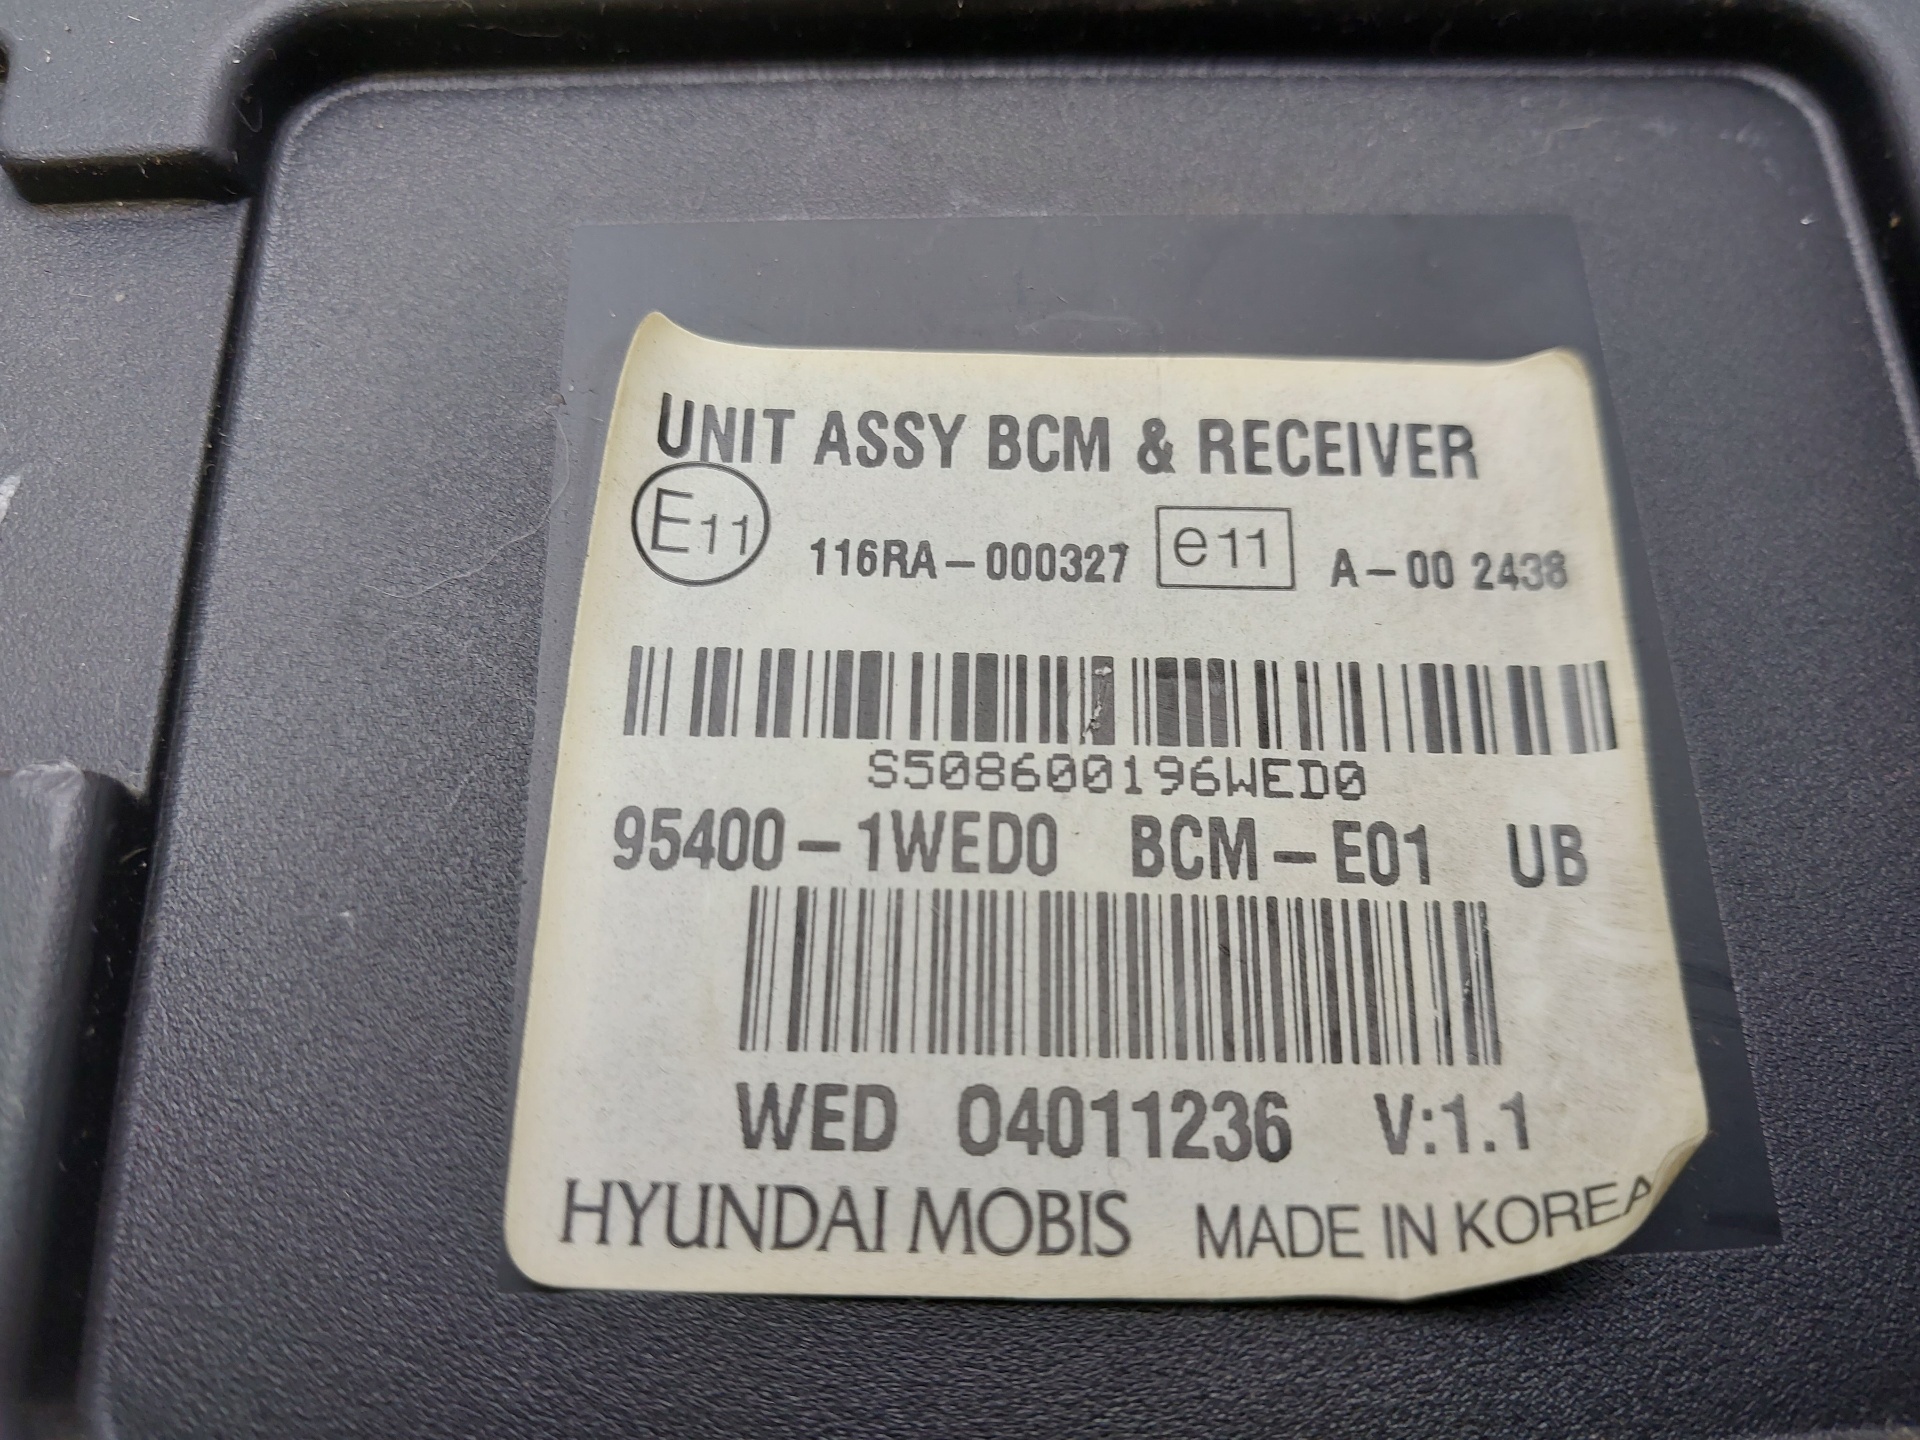 UNIT ASSY BCM & RECEIVER
E11 116RA-000327 e11 A-00 2438
S508600196WED0
95400-1WED0 BCM-E01 UB
WED 04011236 V:1.1
HYUNDAI MOBIS MADE IN KOREA